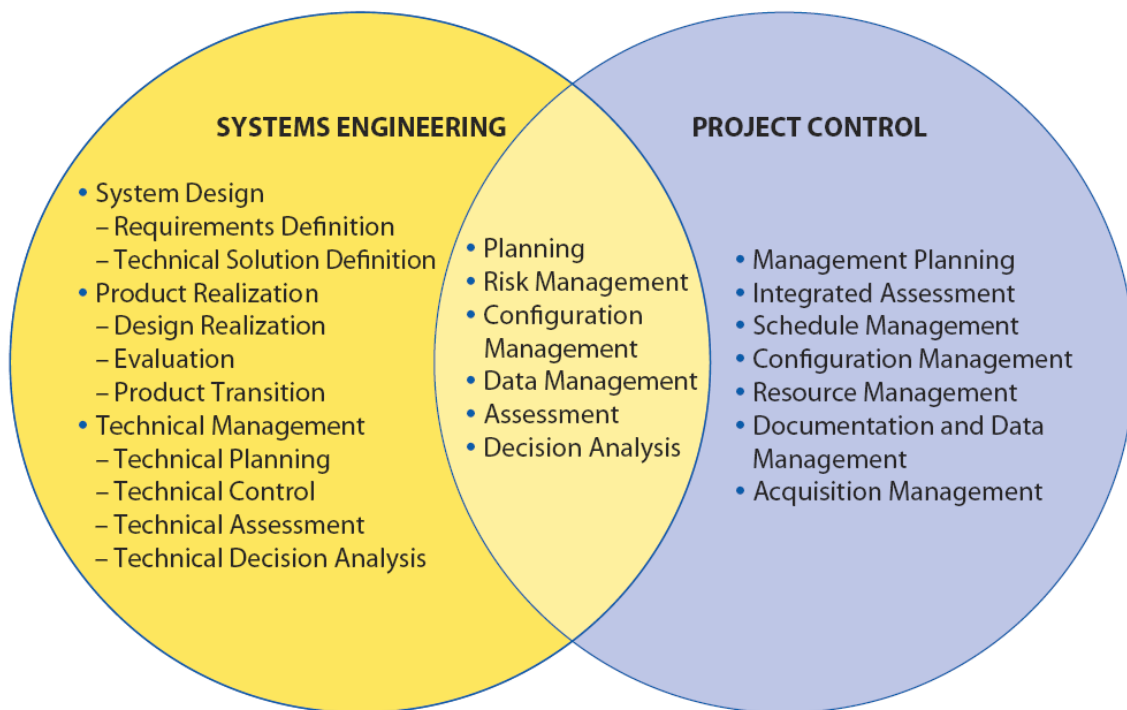 SYSTEMS ENGINEERING
• System Design
– Requirements Definition
– Technical Solution Definition
• Product Realization
– Design Realization
– Evaluation
– Product Transition
• Technical Management
– Technical Planning
– Technical Control
– Technical Assessment
– Technical Decision Analysis
• Planning
• Risk Management
• Configuration
Management
• Data Management
• Assessment
• Decision Analysis
PROJECT CONTROL
• Management Planning
• Integrated Assessment
• Schedule Management
• Configuration Management
• Resource Management
• Documentation and Data
Management
• Acquisition Management